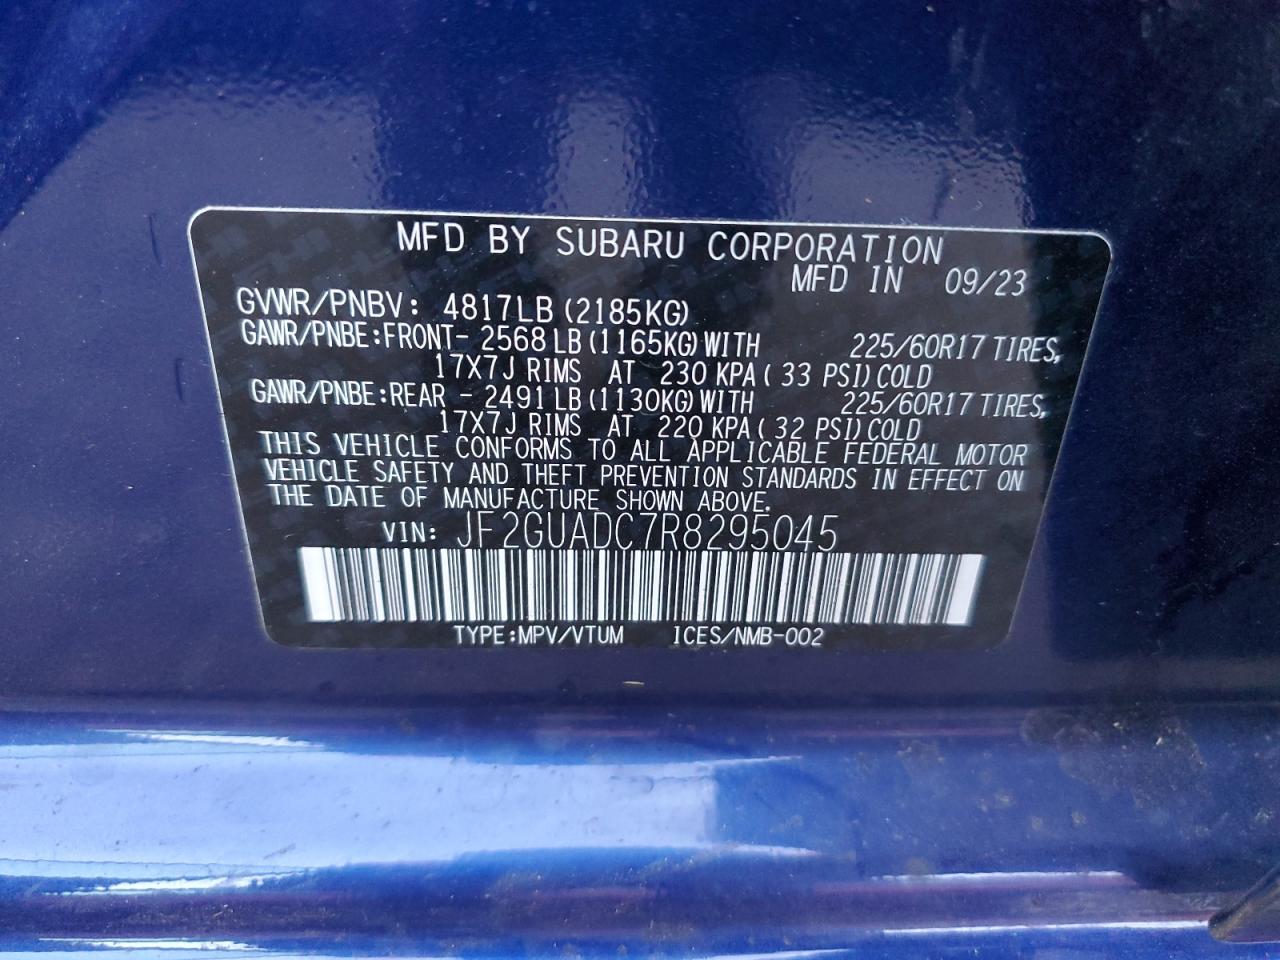 MFD BY SUBARU CORPORATION
MFD IN 09/23
GVWR/PNBV: 4817LB (2185KG)
GAWR/PNBE:FRONT- 2568 LB (1165KG) WITH 225/60R17 TIRES,
17X7J RIMS AT 230 KPA ( 33 PSI) COLD
GAWR/PNBE:REAR - 2491 LB (1130KG) WITH 225/60R17 TIRES,
17X7J RIMS AT 220 KPA ( 32 PSI) COLD
THIS VEHICLE CONFORMS TO ALL APPLICABLE FEDERAL MOTOR
VEHICLE SAFETY AND THEFT PREVENTION STANDARDS IN EFFECT ON
THE DATE OF MANUFACTURE SHOWN ABOVE.
VIN: JF2GUADC7R8295045
TYPE:MPV/VTUM ICES/NMB-002